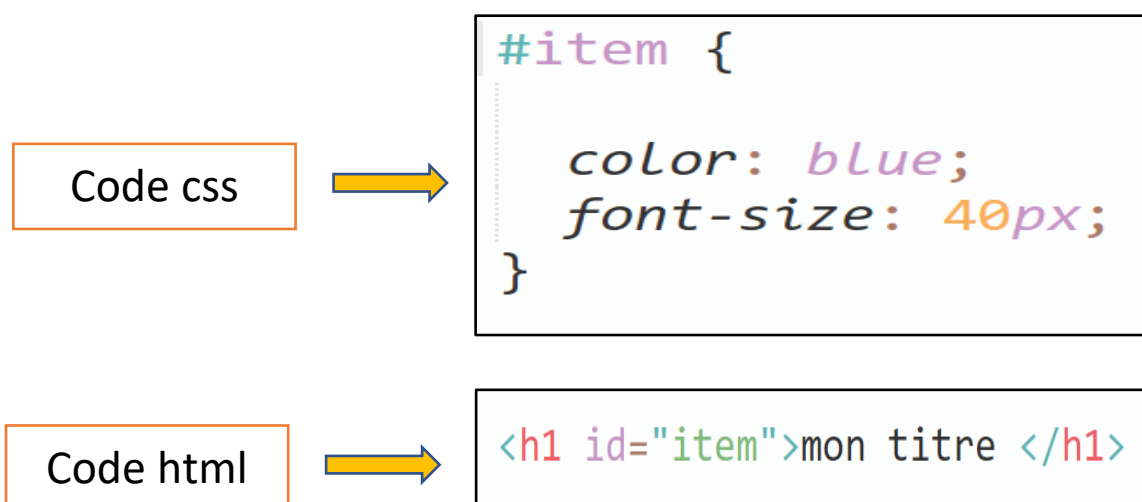 Code css
#item {
color: blue;
font-size: 40px;
}
Code html
<h1 id="item">mon titre </h1>